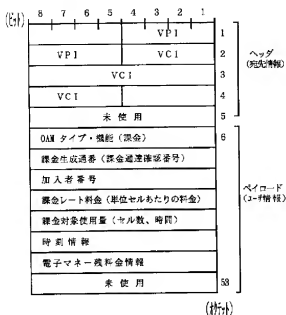 (ビット) 8 7 6 5 4 3 2 1
VPI 1
VPI VCI 2
VCI 3
VCI 4
未使用 5
ヘッダ
(宛先情報)
OAMタイプ・機能(課金) 6
課金生成通番(課金通達確認番号)
加入者番号
課金レート料金(単位セルあたりの料金)
課金対象使用量(セル数、時間)
時刻情報
電子マネー残料金情報
未使用 53
ペイロード
(ユーザ情報)
(オクテット)